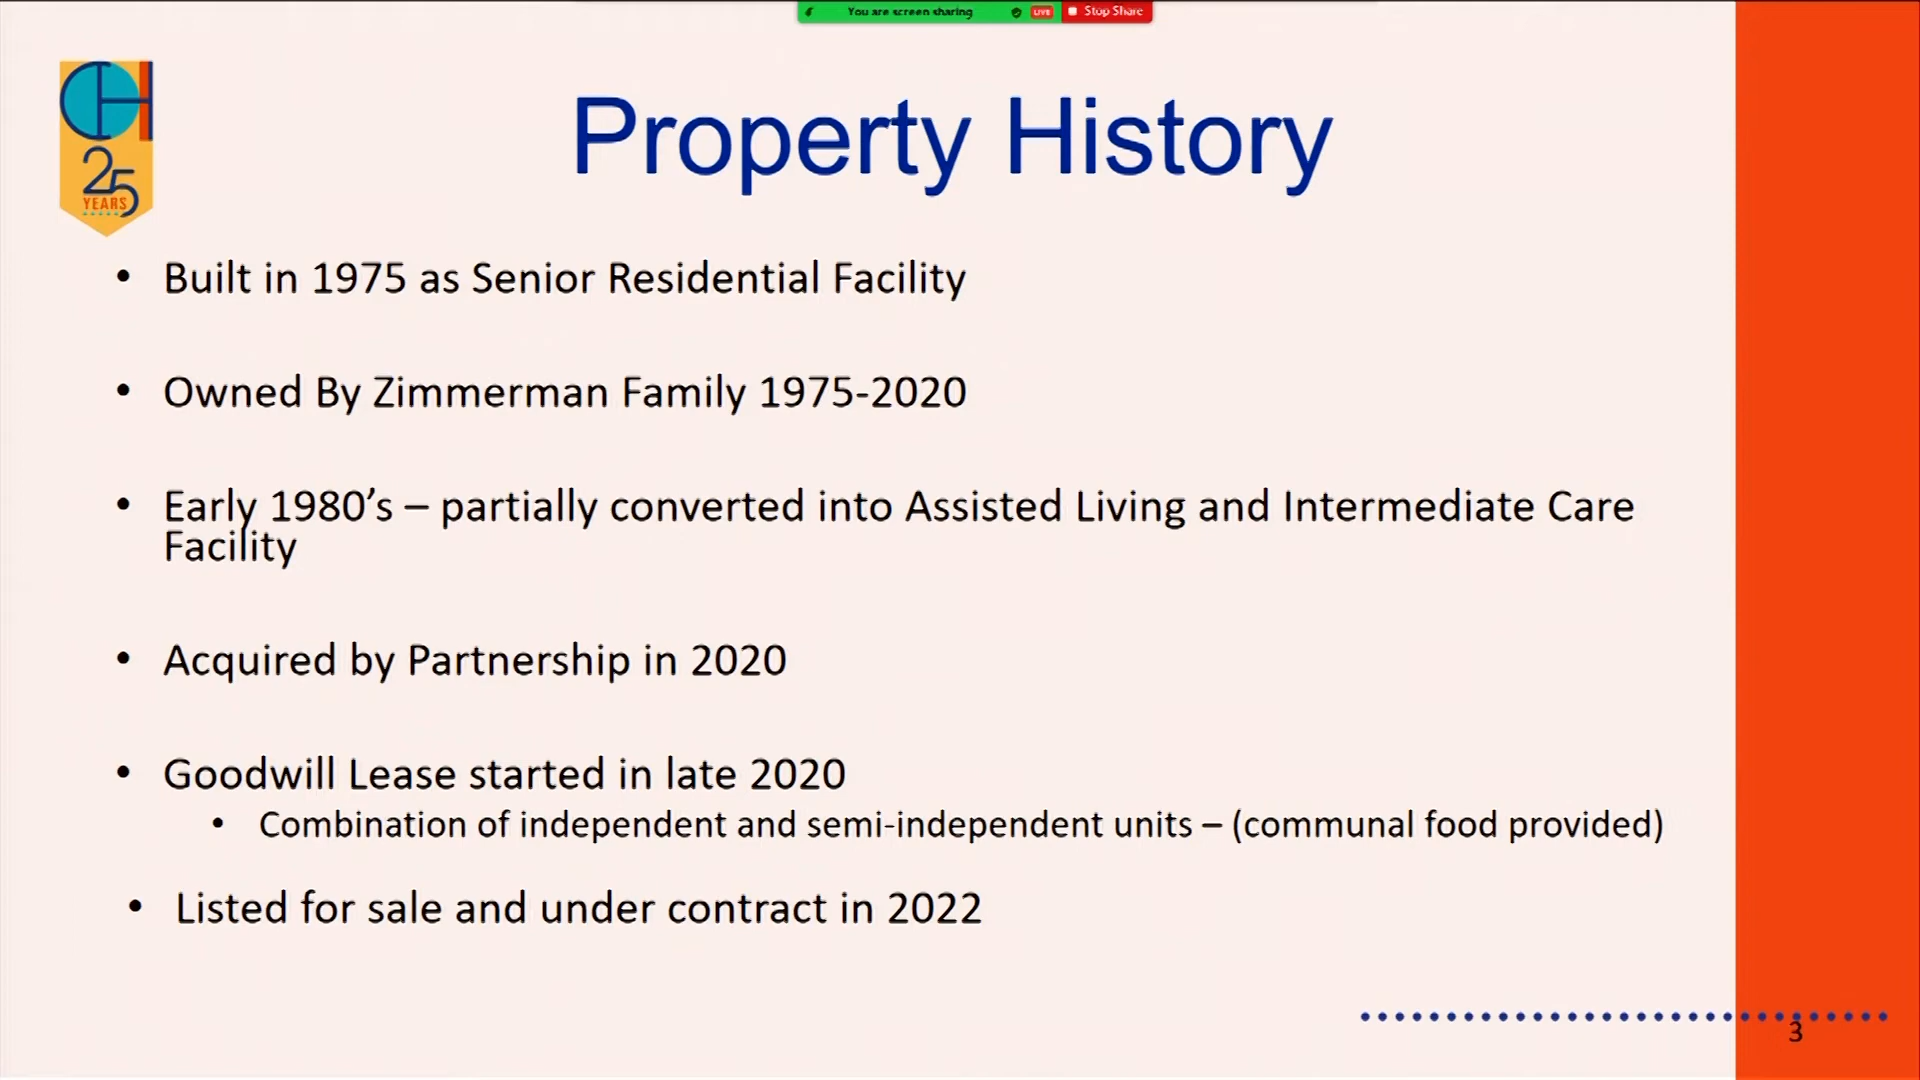 You are screen sharing LIVE Stop Share
CH
25
YEARS
Property History
• Built in 1975 as Senior Residential Facility
• Owned By Zimmerman Family 1975-2020
• Early 1980’s – partially converted into Assisted Living and Intermediate Care
Facility
• Acquired by Partnership in 2020
• Goodwill Lease started in late 2020
• Combination of independent and semi-independent units – (communal food provided)
• Listed for sale and under contract in 2022
3